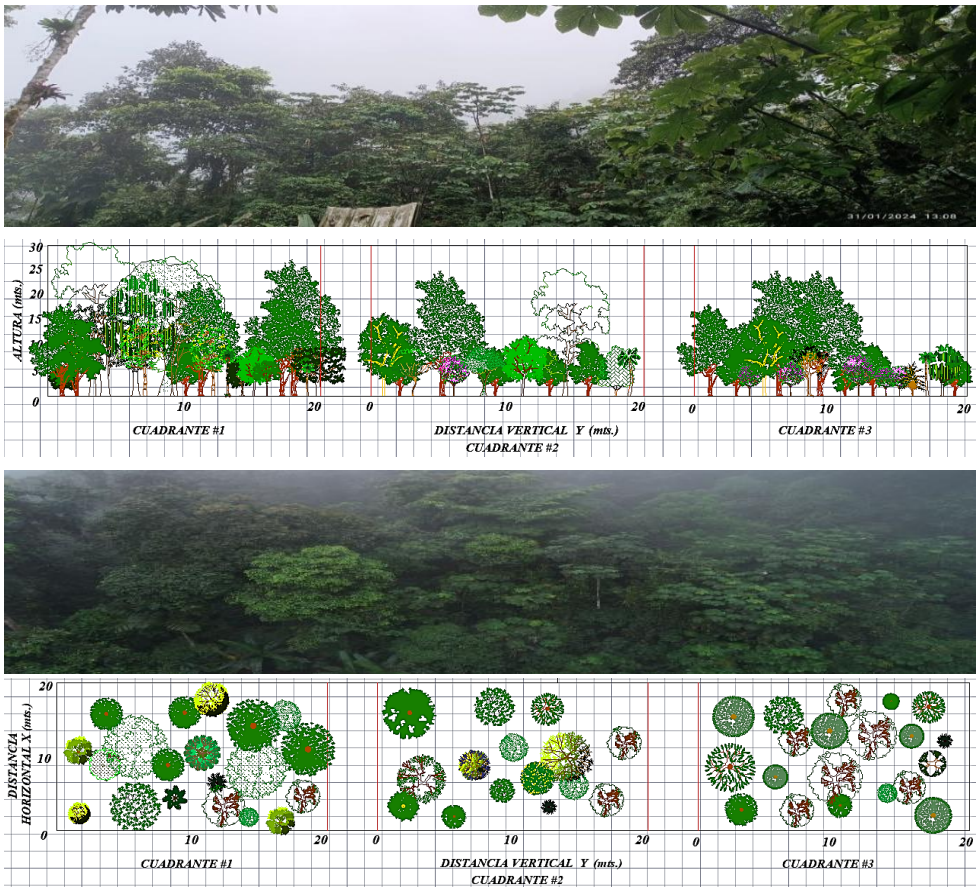 31/01/2024 13:08
30
25
20
15
10
5
0
ALTURA (mts.)
10 20 0 10 20 0 10 20
CUADRANTE #1 DISTANCIA VERTICAL Y (mts.) CUADRANTE #3
CUADRANTE #2
20
10
0
DISTANCIA
HORIZONTAL X (mts.)
10 20 10 20 10 20
CUADRANTE #1 DISTANCIA VERTICAL Y (mts.) CUADRANTE #3
CUADRANTE #2